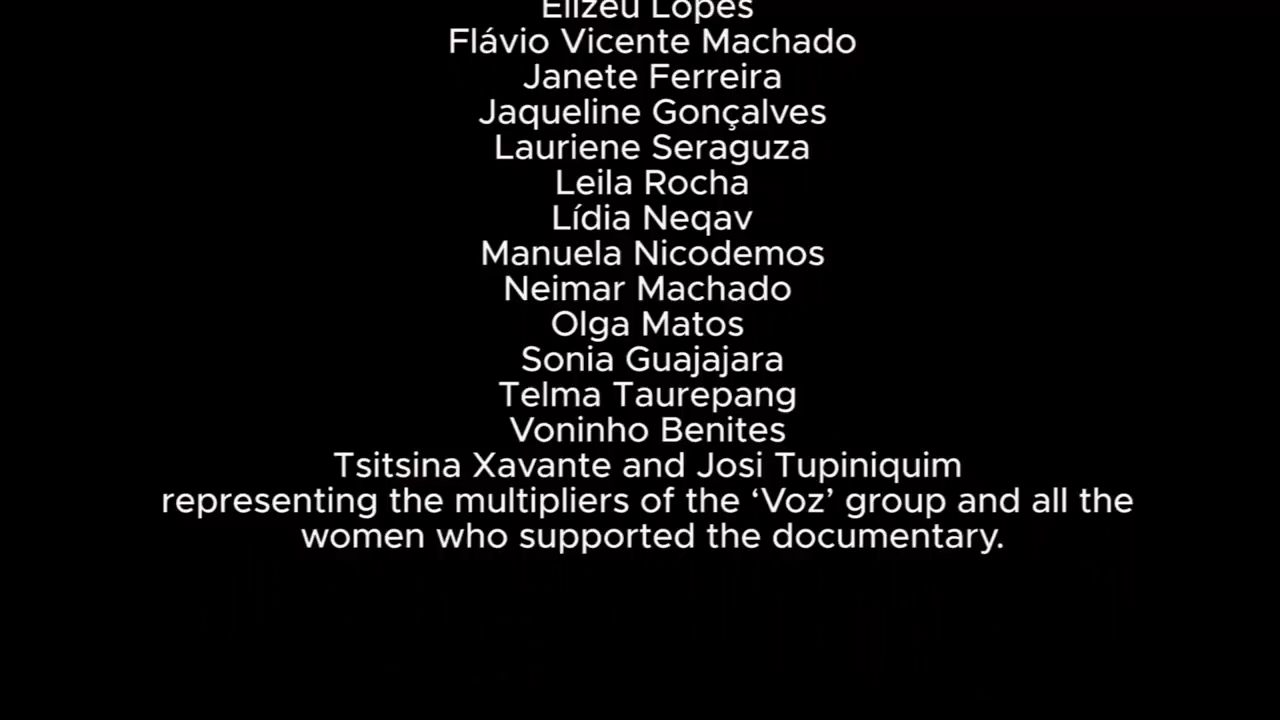 Elizeu Lopes
Flávio Vicente Machado
Janete Ferreira
Jaqueline Gonçalves
Lauriene Seraguza
Leila Rocha
Lídia Neqav
Manuela Nicodemos
Neimar Machado
Olga Matos
Sonia Guajajara
Telma Taurepang
Voninho Benites
Tsitsina Xavante and Josi Tupiniquim
representing the multipliers of the ‘Voz’ group and all the
women who supported the documentary.